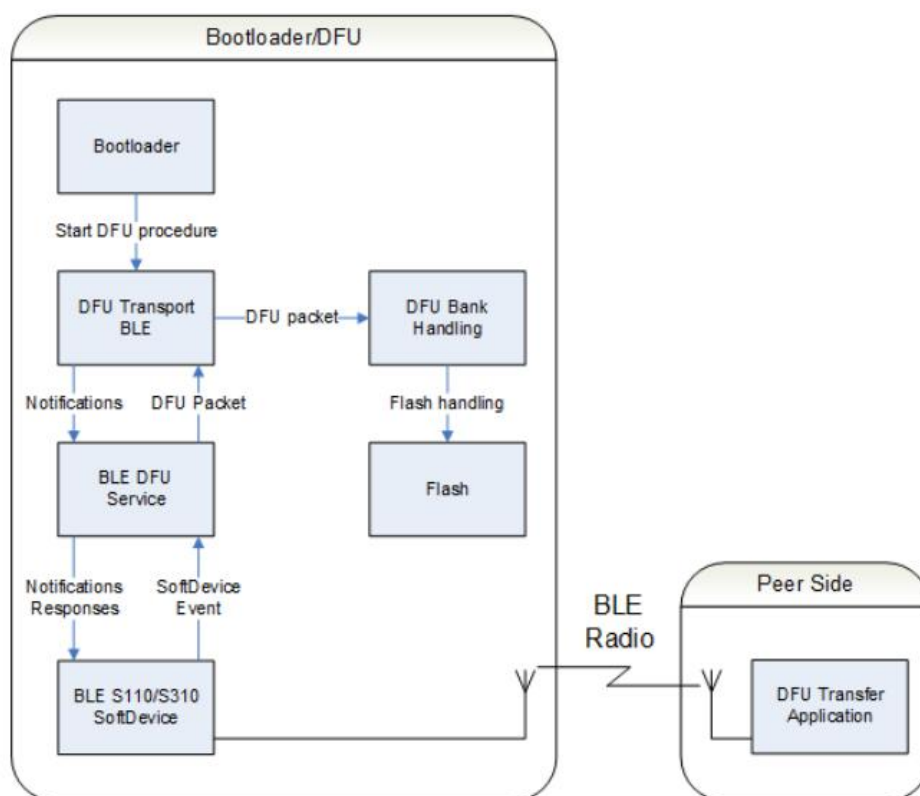 Bootloader/DFU
Bootloader
Start DFU procedure
DFU Transport
BLE
DFU packet
DFU Bank
Handling
Notifications
DFU Packet
Flash handling
BLE DFU
Service
Flash
Notifications
Responses
SoftDevice
Event
BLE
Radio
Peer Side
BLE S110/S310
SoftDevice
DFU Transfer
Application